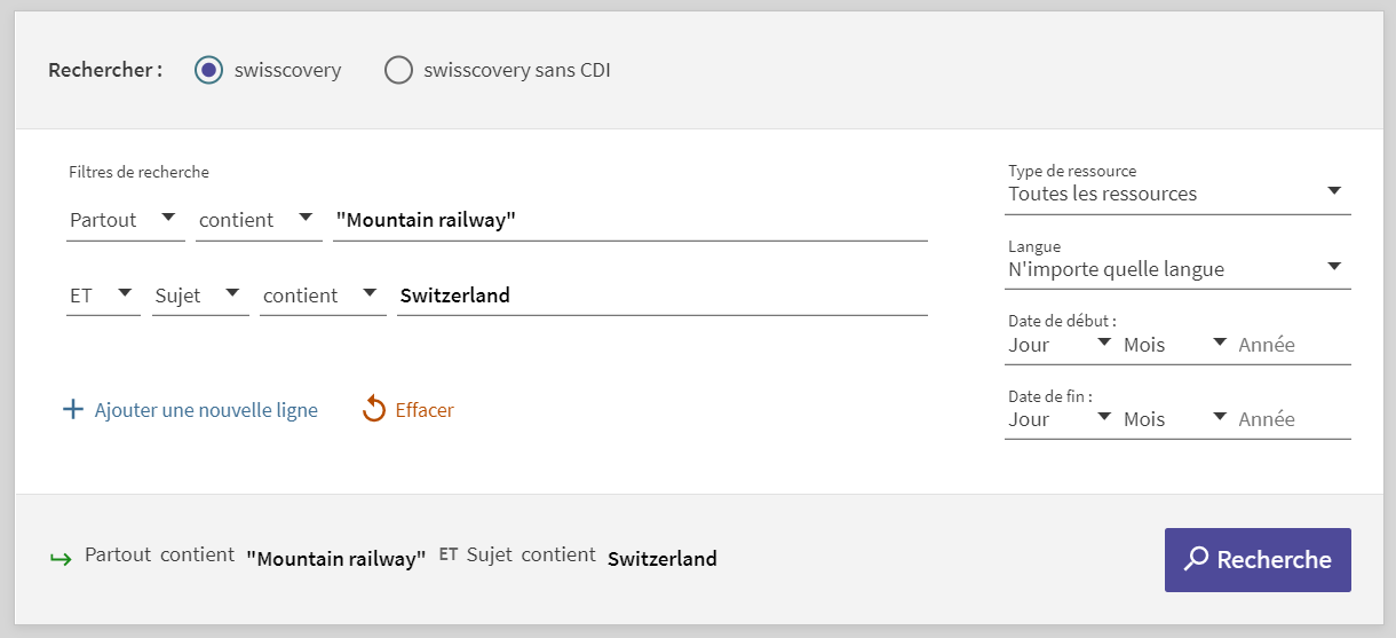 Rechercher : swisscovery swisscovery sans CDI
Filtres de recherche
Partout contient "Mountain railway"
ET Sujet contient Switzerland
Ajouter une nouvelle ligne Effacer
Type de ressource
Toutes les ressources
Langue
N'importe quelle langue
Date de début :
Jour Mois Année
Date de fin :
Jour Mois Année
Partout contient "Mountain railway" ET Sujet contient Switzerland
Recherche